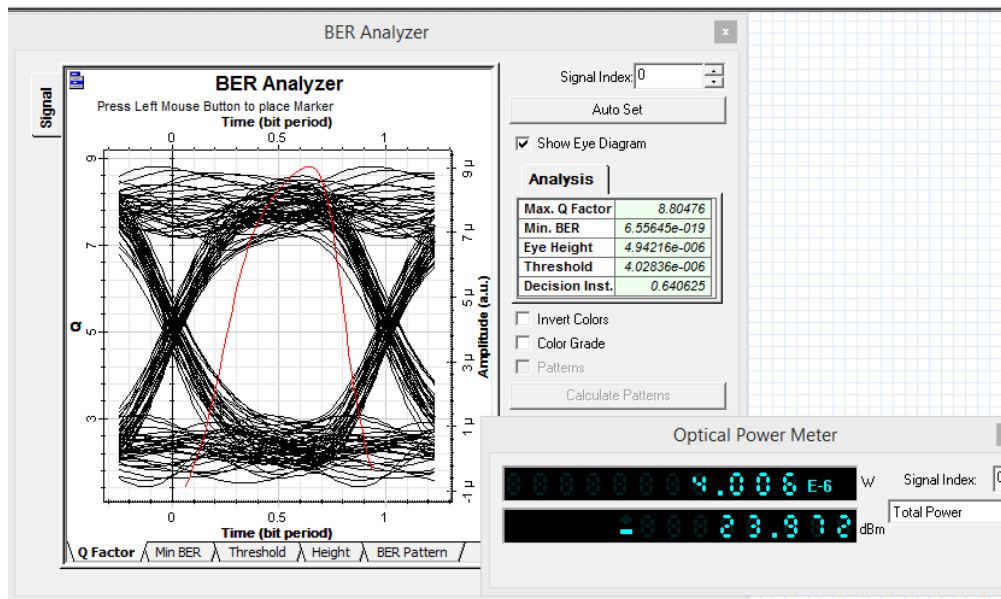 BER Analyzer
x
Signal
BER Analyzer
Press Left Mouse Button to place Marker
Time (bit period)
0 0.5 1
9
7
5
3
Q
9 µ
7 µ
5 µ
3 µ
1 µ
-1 µ
Amplitude (a.u.)
0 0.5 1
Time (bit period)
Q Factor Min BER Threshold Height BER Pattern
Signal Index: 0
Auto Set
Show Eye Diagram
Analysis
Max. Q Factor 8.80476
Min. BER 6.55645e-019
Eye Height 4.94216e-006
Threshold 4.02836e-006
Decision Inst. 0.640625
Invert Colors
Color Grade
Patterns
Calculate Patterns
Optical Power Meter
4.006 E-6 W
-23.972 dBm
Signal Index: 0
Total Power